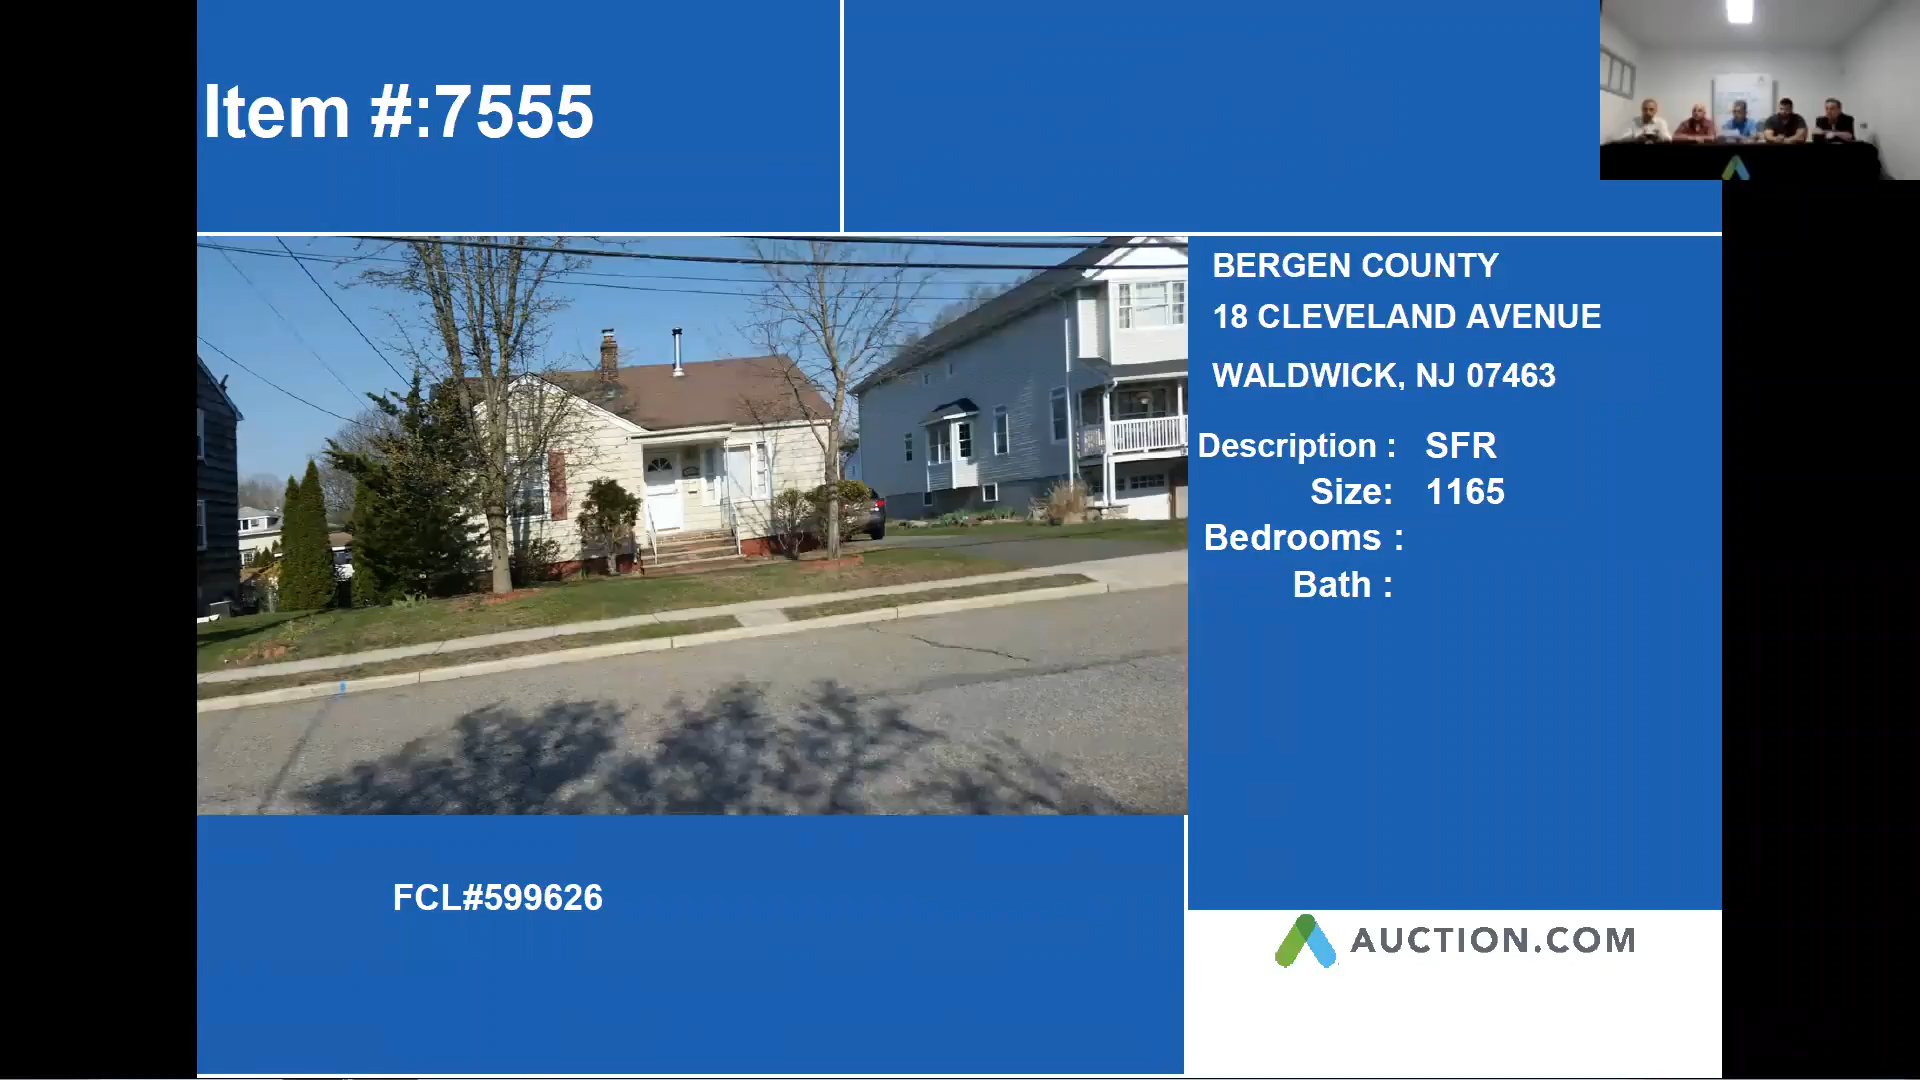 Item #:7555
BERGEN COUNTY
18 CLEVELAND AVENUE
WALDWICK, NJ 07463
Description : SFR
Size: 1165
Bedrooms :
Bath :
FCL#599626
AUCTION.COM